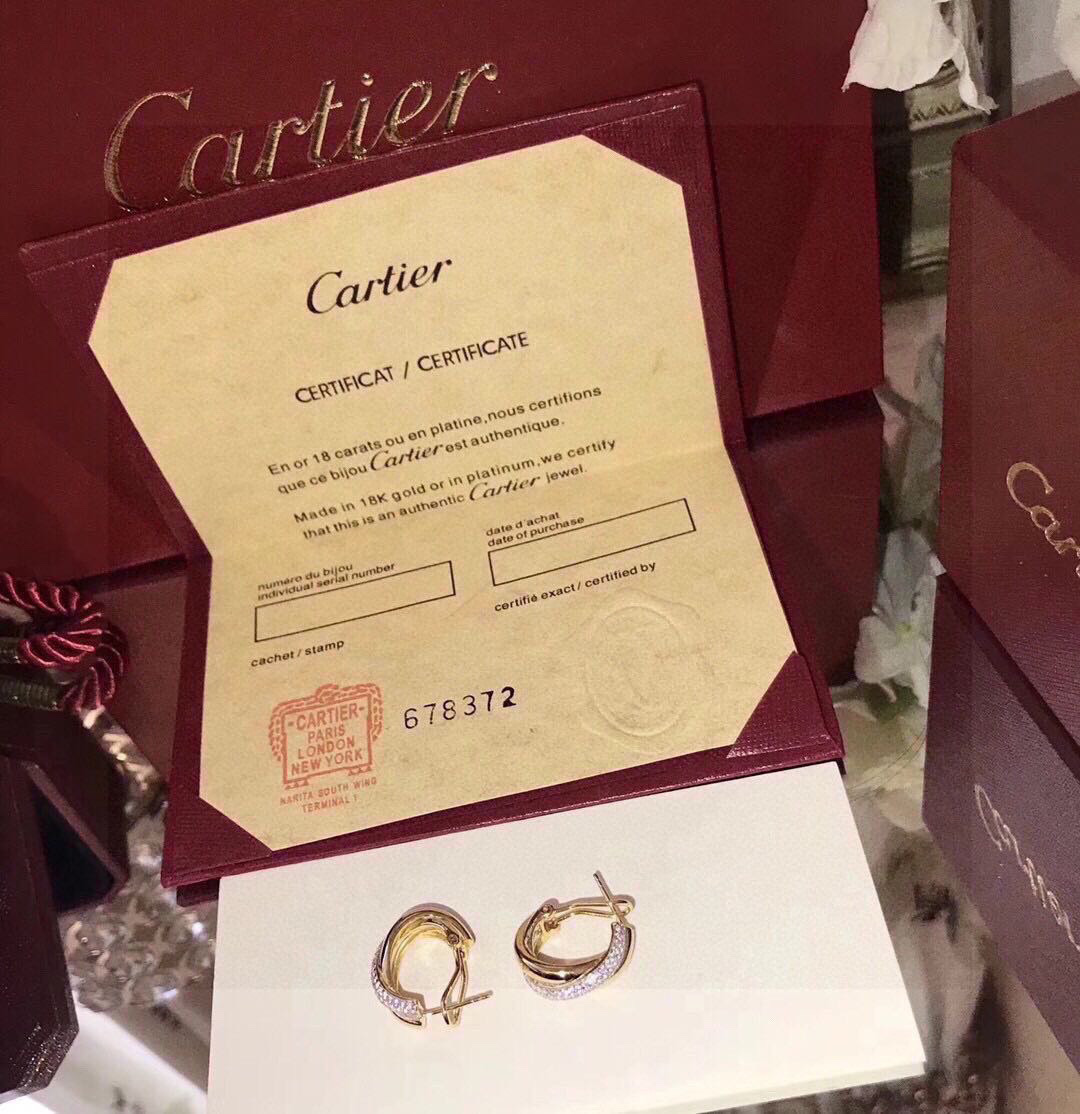 Cartier
Cartier
CERTIFICAT / CERTIFICATE
En or 18 carats ou en platine,nous certifions
que ce bijou Cartier est authentique.
Made in 18K gold or in platinum,we certify
that this is an authentic Cartier jewel.
numéro du bijou
individual serial number
date d'achat
date of purchase
cachet / stamp
certifié exact / certified by
-CARTIER-
PARIS
LONDON
NEW YORK
NARITA SOUTH WING
TERMINAL 1
678372
Car